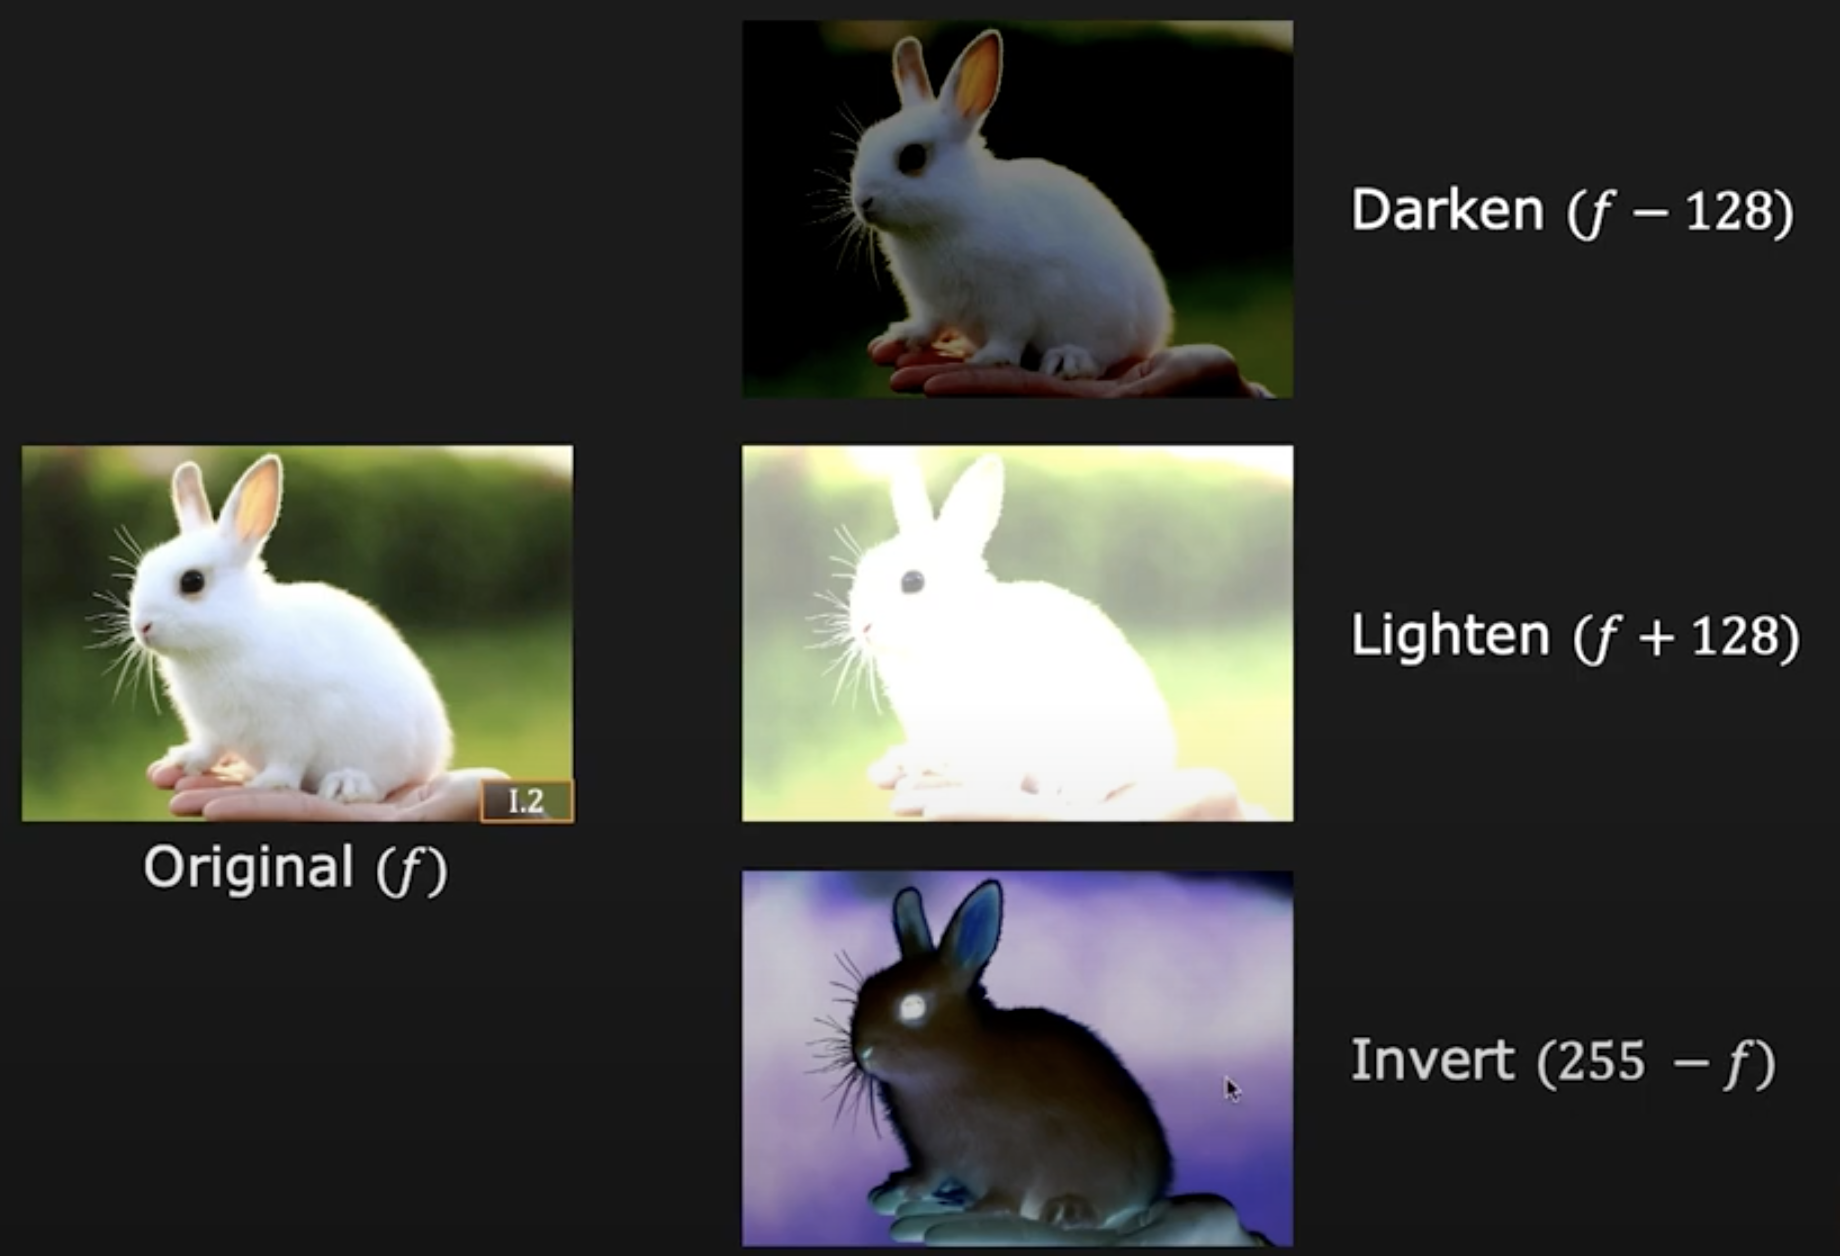 Darken (f − 128)
I.2
Original (f)
Lighten (f + 128)
Invert (255 − f)